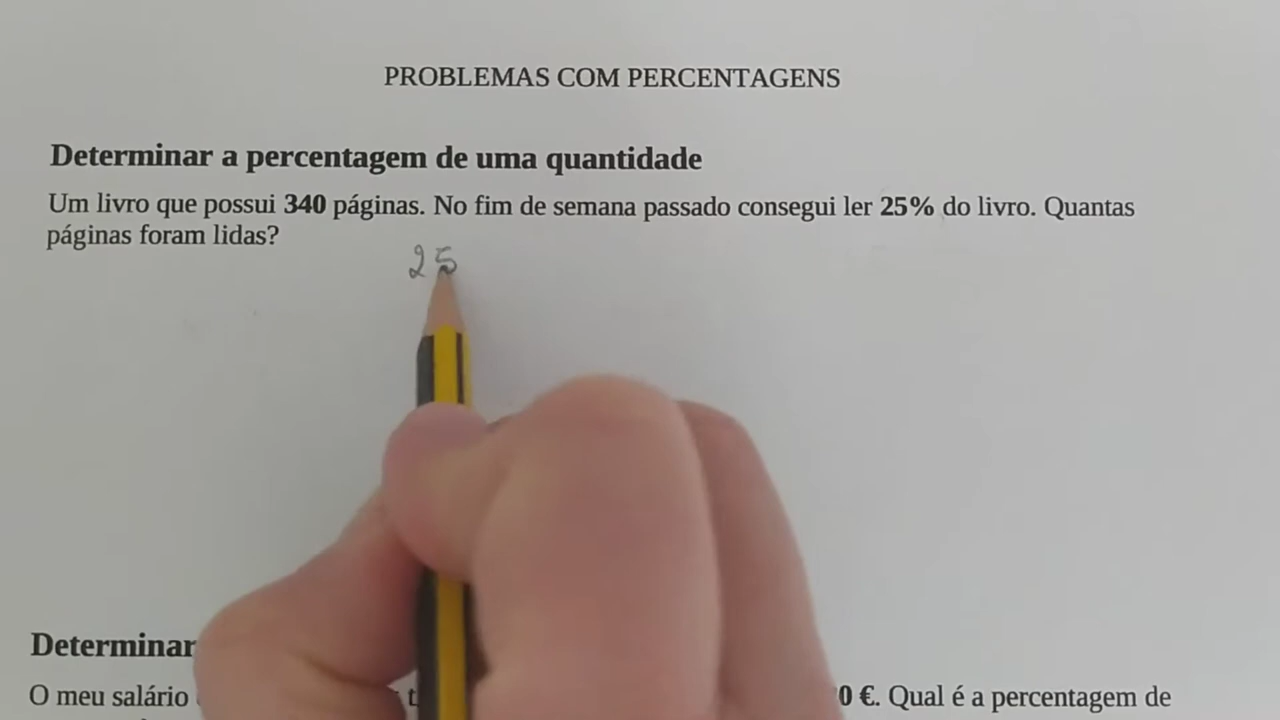 PROBLEMAS COM PERCENTAGENS
Determinar a percentagem de uma quantidade
Um livro que possui 340 páginas. No fim de semana passado consegui ler 25% do livro. Quantas
páginas foram lidas?
25
Determinar
O meu salário 0 €. Qual é a percentagem de